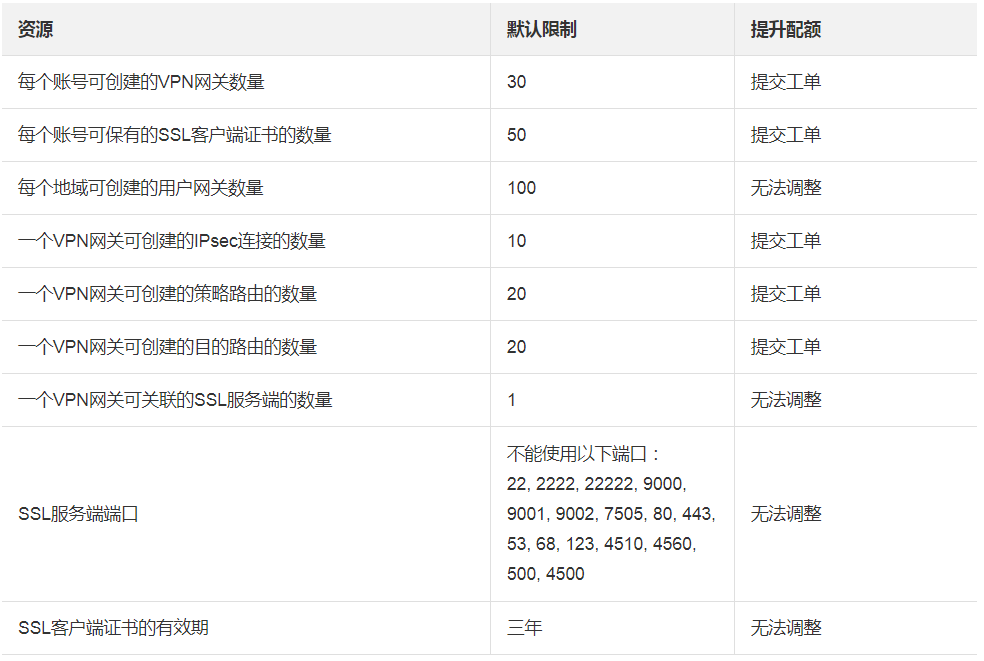 资源 默认限制 提升配额
每个账号可创建的VPN网关数量 30 提交工单
每个账号可保有的SSL客户端证书的数量 50 提交工单
每个地域可创建的用户网关数量 100 无法调整
一个VPN网关可创建的IPsec连接的数量 10 提交工单
一个VPN网关可创建的策略路由的数量 20 提交工单
一个VPN网关可创建的目的路由的数量 20 提交工单
一个VPN网关可关联的SSL服务端的数量 1 无法调整
SSL服务端端口
不能使用以下端口：
22, 2222, 22222, 9000,
9001, 9002, 7505, 80, 443,
53, 68, 123, 4510, 4560,
500, 4500
无法调整
SSL客户端证书的有效期 三年 无法调整